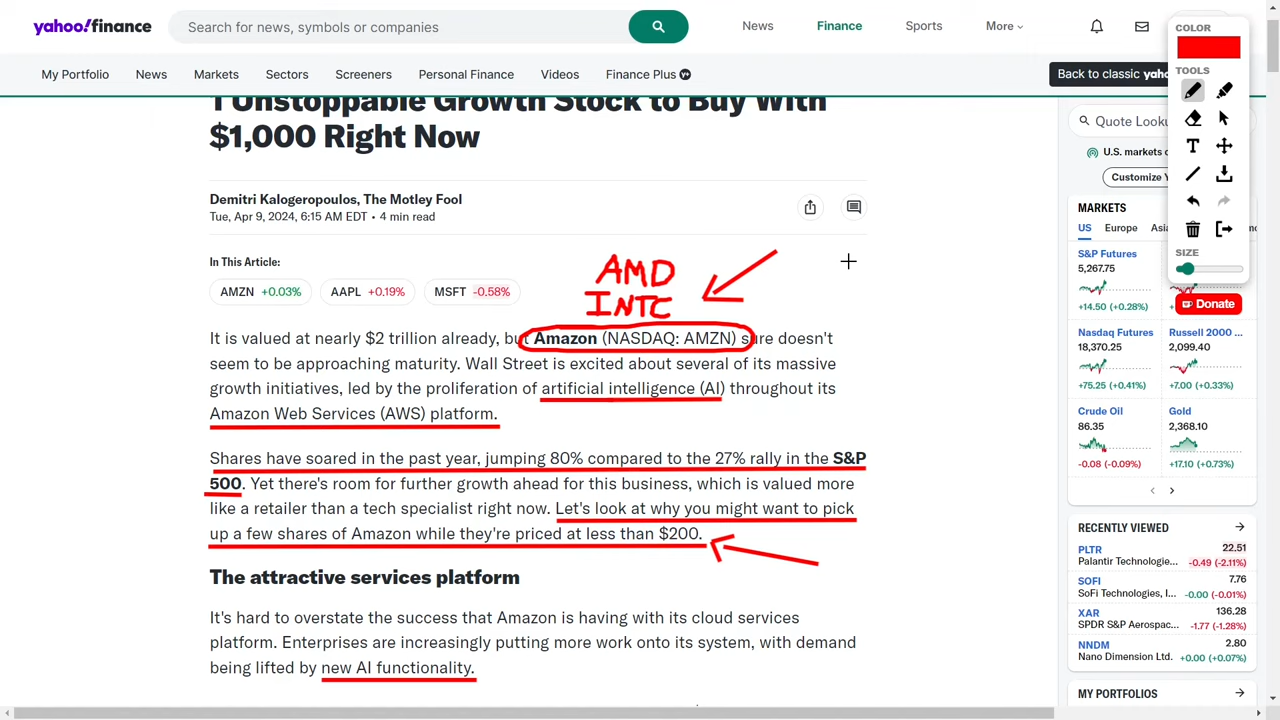 yahoo!finance
Search for news, symbols or companies
News
Finance
Sports
More
COLOR
TOOLS
SIZE
Donate
My Portfolio
News
Markets
Sectors
Screeners
Personal Finance
Videos
Finance Plus
Back to classic
1 Unstoppable Growth Stock to Buy With
$1,000 Right Now
Demitri Kalogeropoulos, The Motley Fool
Tue, Apr 9, 2024, 6:15 AM EDT • 4 min read
In This Article:
AMZN +0.03%
AAPL +0.19%
MSFT -0.58%
AMD
INTC
It is valued at nearly $2 trillion already, but Amazon (NASDAQ: AMZN) sure doesn't
seem to be approaching maturity. Wall Street is excited about several of its massive
growth initiatives, led by the proliferation of artificial intelligence (AI) throughout its
Amazon Web Services (AWS) platform.
Shares have soared in the past year, jumping 80% compared to the 27% rally in the S&P
500. Yet there's room for further growth ahead for this business, which is valued more
like a retailer than a tech specialist right now. Let's look at why you might want to pick
up a few shares of Amazon while they're priced at less than $200.
The attractive services platform
It's hard to overstate the success that Amazon is having with its cloud services
platform. Enterprises are increasingly putting more work onto its system, with demand
being lifted by new AI functionality.
Quote Looku
U.S. markets
Customize
MARKETS
US
Europe
Asia
S&P Futures
5,267.75
+14.50 (+0.28%)
Nasdaq Futures
18,370.25
+75.25 (+0.41%)
Russell 2000 ...
2,099.40
+7.00 (+0.33%)
Crude Oil
86.35
-0.08 (-0.09%)
Gold
2,368.10
+17.10 (+0.73%)
RECENTLY VIEWED
PLTR 22.51
Palantir Technologie... -0.49 (-2.11%)
SOFI 7.76
SoFi Technologies, I... -0.00 (-0.01%)
XAR 136.28
SPDR S&P Aerospac... -1.77 (-1.28%)
NNDM 2.80
Nano Dimension Ltd. +0.00 (+0.07%)
MY PORTFOLIOS